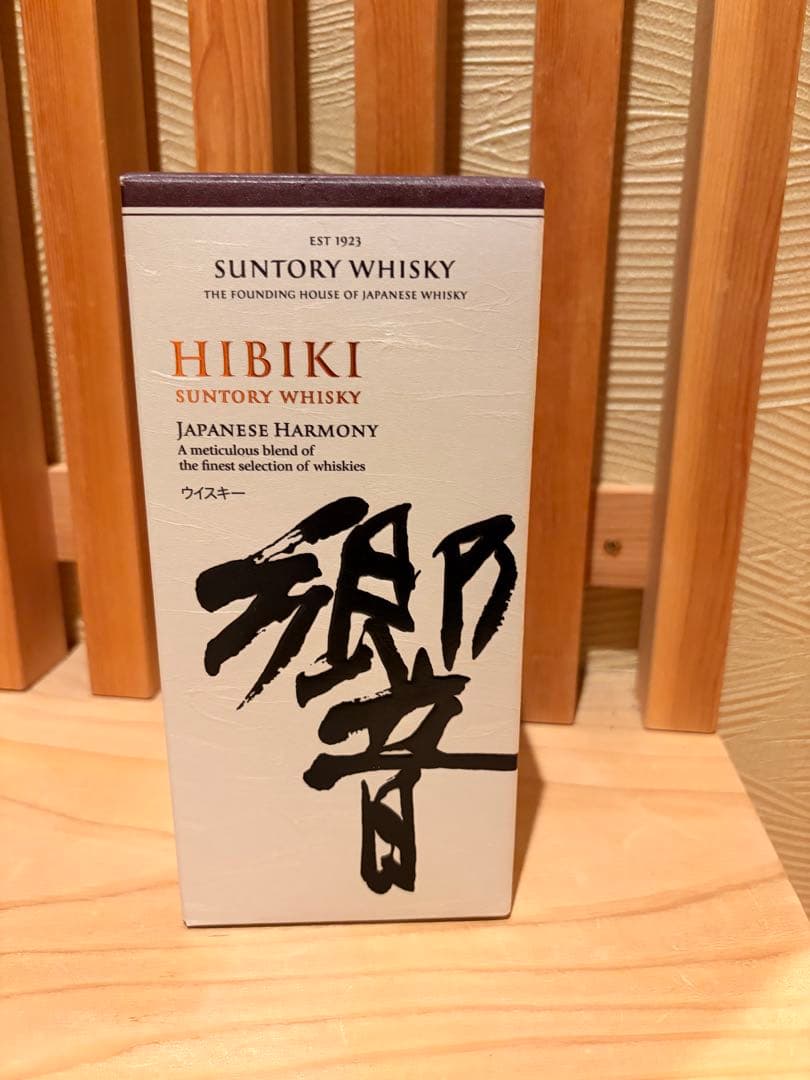 EST 1923
SUNTORY WHISKY
THE FOUNDING HOUSE OF JAPANESE WHISKY
HIBIKI
SUNTORY WHISKY
JAPANESE HARMONY
A meticulous blend of
the finest selection of whiskies
ウイスキー
響